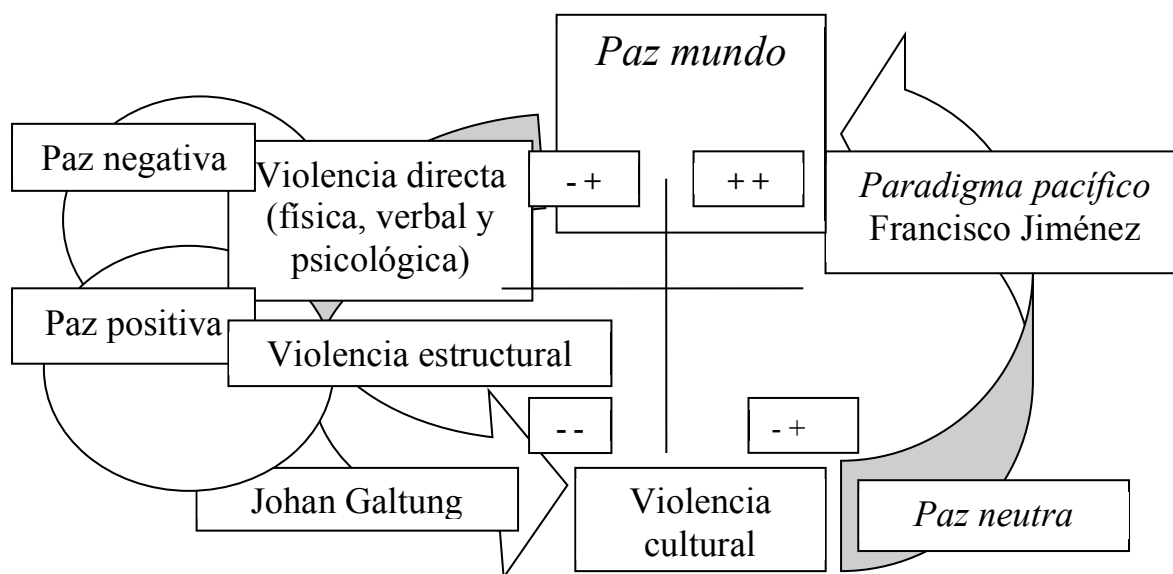 Paz mundo
Paz negativa
Violencia directa
(física, verbal y
psicológica)
- +
+ +
Paradigma pacífico
Francisco Jiménez
Paz positiva
Violencia estructural
- -
- +
Johan Galtung
Violencia
cultural
Paz neutra